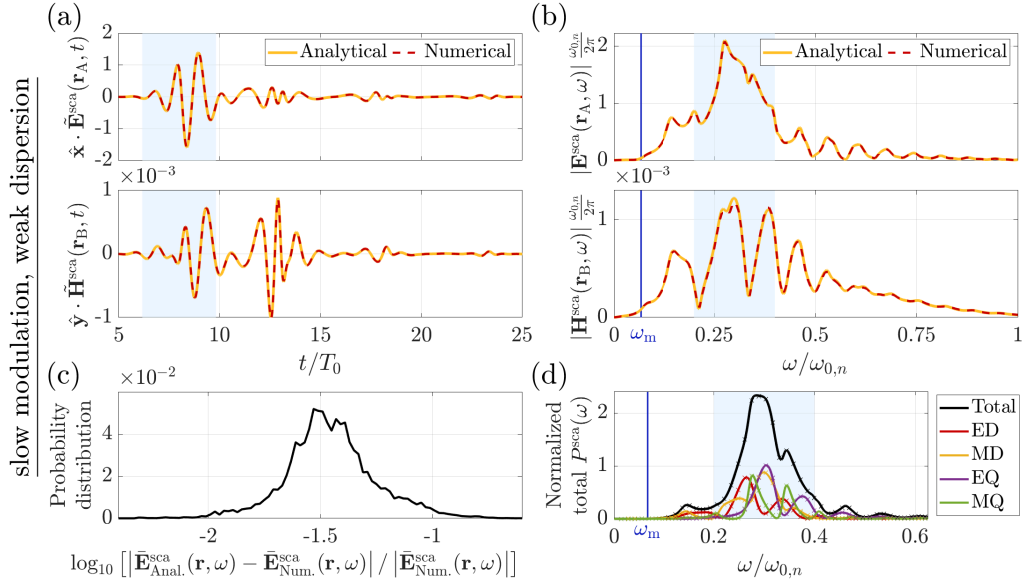 slow modulation, weak dispersion
(a)
x̂ · Ẽ^sca(r_A, t)
2
1
0
-1
-2
Analytical
Numerical
×10^−3
ŷ · H̃^sca(r_B, t)
1
0
-1
5 10 15 20 25
t/T_0
(b)
|E^sca(r_A, ω)| ω_{0,n}/2π
2
1
0
Analytical
Numerical
×10^−3
|H^sca(r_B, ω)| ω_{0,n}/2π
1
0
0 0.25 0.5 0.75 1
ω_m
ω/ω_{0,n}
(c)
×10^−2
Probability
distribution
4
2
0
-2 -1.5 -1
log_10 [|Ē^sca_Anal.(r, ω) − Ē^sca_Num.(r, ω)| / |Ē^sca_Num.(r, ω)|]
(d)
Normalized
total P^sca(ω)
2
1
0
0 0.2 0.4 0.6
ω_m
ω/ω_{0,n}
Total
ED
MD
EQ
MQ